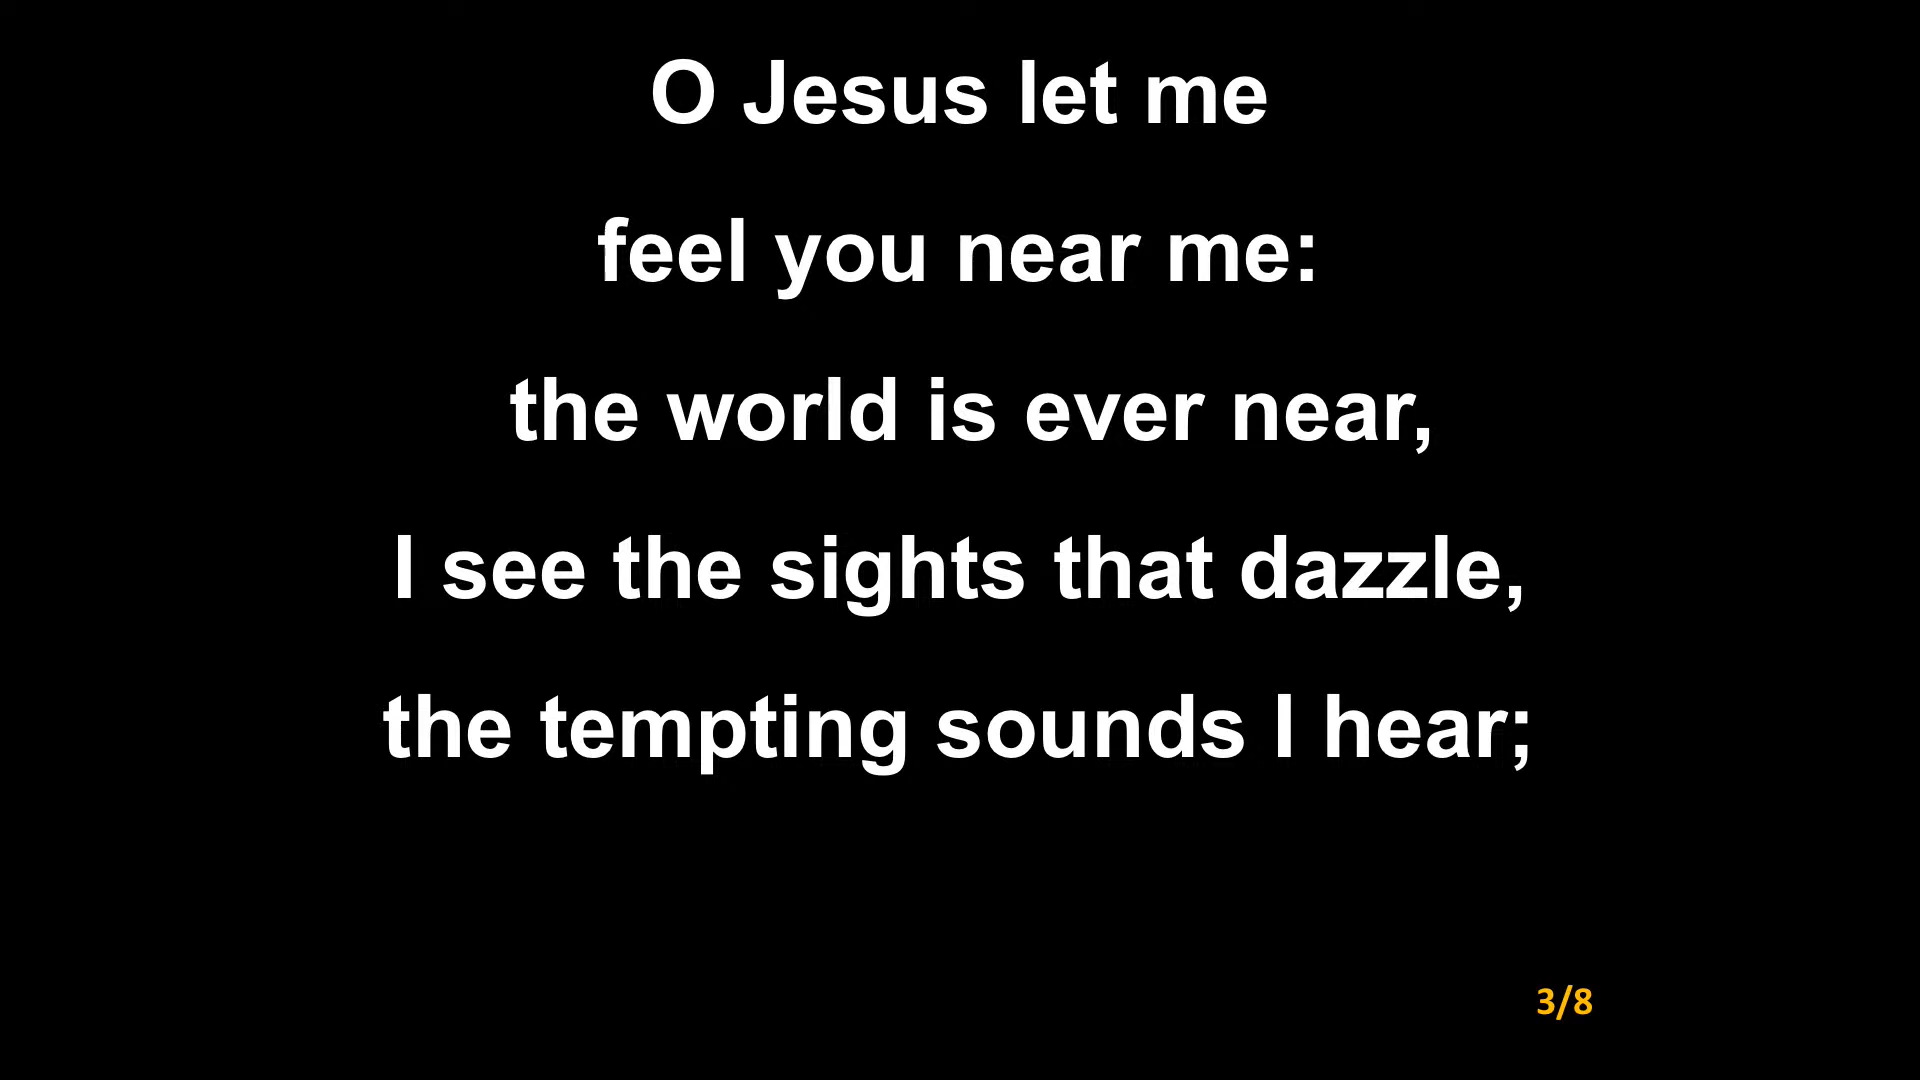 O Jesus let me
feel you near me:
the world is ever near,
I see the sights that dazzle,
the tempting sounds I hear;
3/8